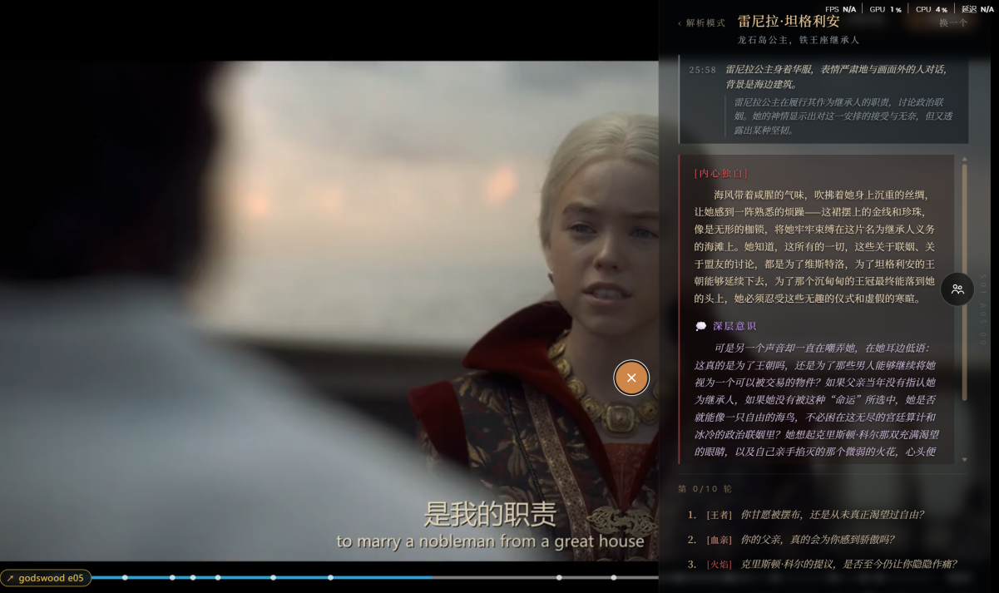 FPS N/A GPU 1% CPU 4% 延迟 N/A
‹ 解析模式 雷尼拉·坦格利安 换一个
龙石岛公主，铁王座继承人
25:58 雷尼拉公主身着华服，表情严肃地与画面外的人对话，
背景是海边建筑。
雷尼拉公主在履行其作为继承人的职责，讨论政治联
姻。她的神情显示出对这一安排的接受与无奈，但又透
露出某种坚韧。
[内心独白]
海风带着咸腥的气味，吹拂着她身上沉重的丝绸，
让她感到一阵熟悉的烦躁——这裙摆上的金线和珍珠，
像是无形的枷锁，将她牢牢束缚在这片名为继承人义务
的海滩上。她知道，这所有的一切，这些关于联姻、关
于盟友的讨论，都是为了维斯特洛，为了坦格利安的王
朝能够延续下去，为了那个沉甸甸的王冠最终能落到她
的头上，她必须忍受这些无趣的仪式和虚假的寒暄。
深层意识
可是另一个声音却一直在嘲弄她，在她耳边低语：
这真的是为了王朝吗，还是为了那些男人能够继续将她
视为一个可以被交易的物件？如果父亲当年没有指认她
为继承人，如果她没有被这种“命运”所选中，她是否
就能像一只自由的海鸟，不必困在这无尽的宫廷算计和
冰冷的政治联姻里？她想起克里斯顿·科尔那双充满渴望
的眼睛，以及自己亲手掐灭的那个微弱的火花，心头便
第 0/10 轮
1. [王者] 你甘愿被摆布，还是从未真正渴望过自由？
2. [血亲] 你的父亲，真的会为你感到骄傲吗？
3. [火焰] 克里斯顿·科尔的提议，是否至今仍让你隐隐作痛？
是我的职责
to marry a nobleman from a great house
godswood e05